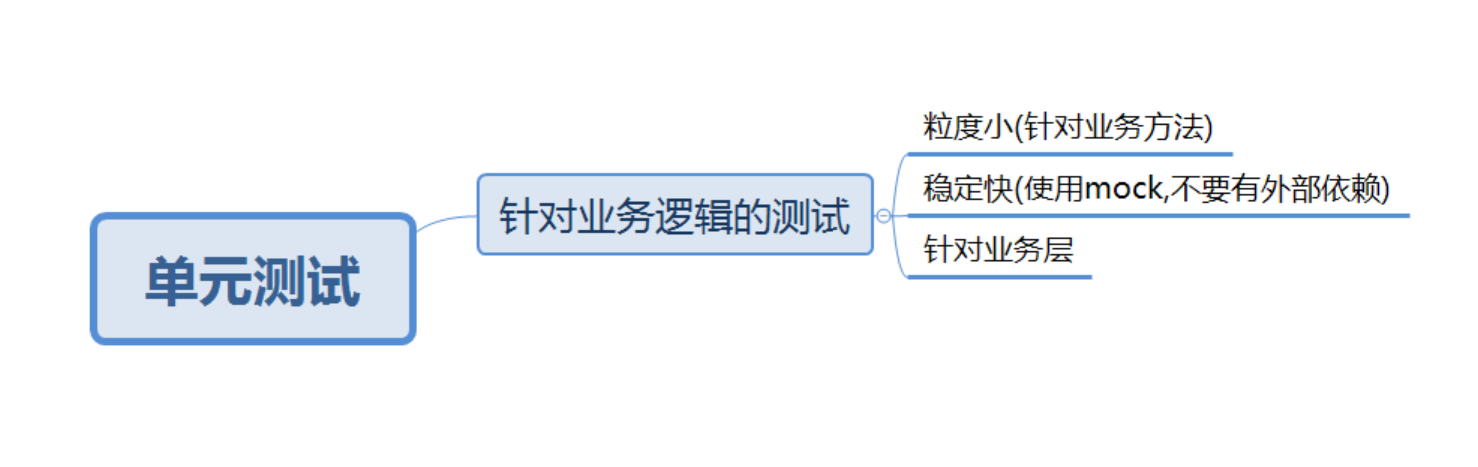 单元测试
针对业务逻辑的测试
粒度小(针对业务方法)
稳定快(使用mock,不要有外部依赖)
针对业务层